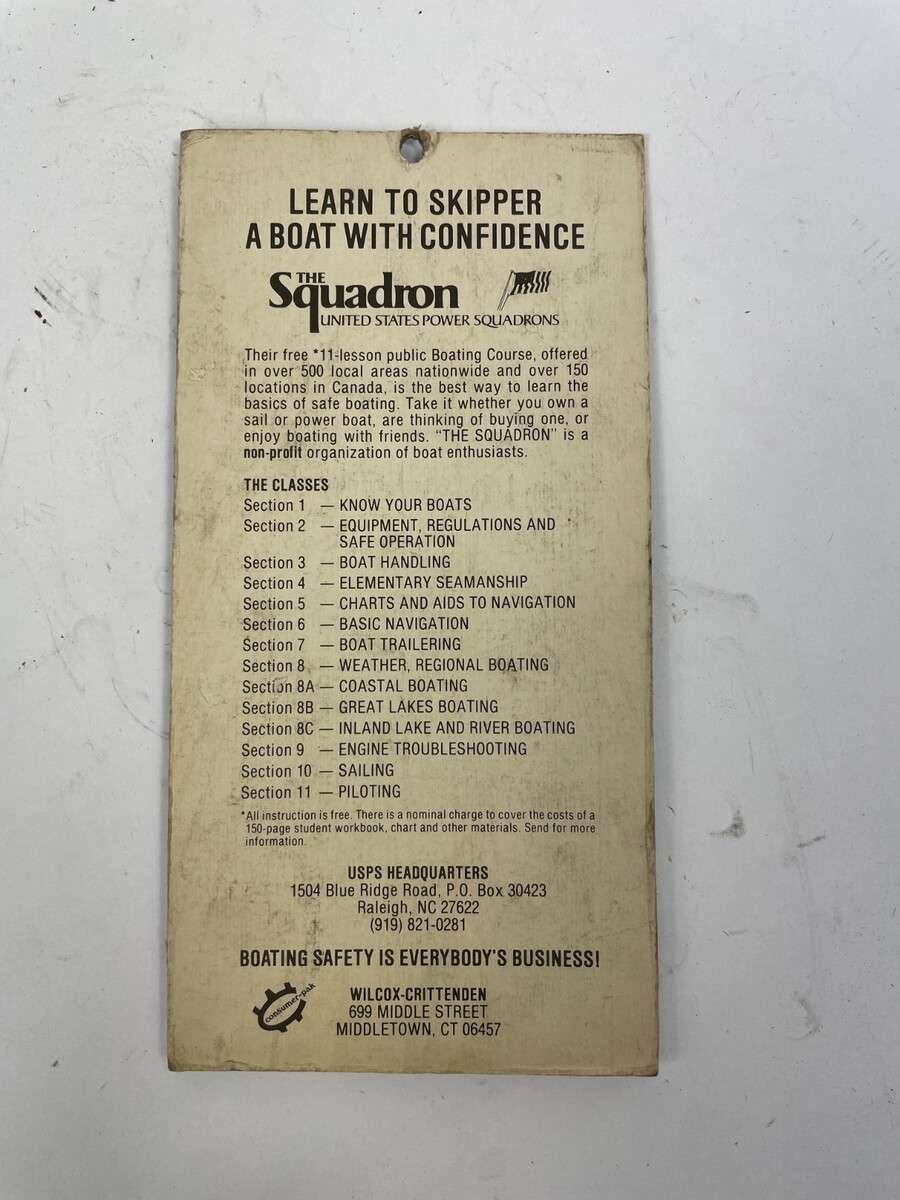 LEARN TO SKIPPER
A BOAT WITH CONFIDENCE
THE
Squadron
UNITED STATES POWER SQUADRONS
Their free *11-lesson public Boating Course, offered
in over 500 local areas nationwide and over 150
locations in Canada, is the best way to learn the
basics of safe boating. Take it whether you own a
sail or power boat, are thinking of buying one, or
enjoy boating with friends. "THE SQUADRON" is a
non-profit organization of boat enthusiasts.
THE CLASSES
Section 1 — KNOW YOUR BOATS
Section 2 — EQUIPMENT, REGULATIONS AND
SAFE OPERATION
Section 3 — BOAT HANDLING
Section 4 — ELEMENTARY SEAMANSHIP
Section 5 — CHARTS AND AIDS TO NAVIGATION
Section 6 — BASIC NAVIGATION
Section 7 — BOAT TRAILERING
Section 8 — WEATHER, REGIONAL BOATING
Section 8A — COASTAL BOATING
Section 8B — GREAT LAKES BOATING
Section 8C — INLAND LAKE AND RIVER BOATING
Section 9 — ENGINE TROUBLESHOOTING
Section 10 — SAILING
Section 11 — PILOTING
*All instruction is free. There is a nominal charge to cover the costs of a
150-page student workbook, chart and other materials. Send for more
information.
USPS HEADQUARTERS
1504 Blue Ridge Road, P.O. Box 30423
Raleigh, NC 27622
(919) 821-0281
BOATING SAFETY IS EVERYBODY'S BUSINESS!
consumer-pak
WILCOX-CRITTENDEN
699 MIDDLE STREET
MIDDLETOWN, CT 06457